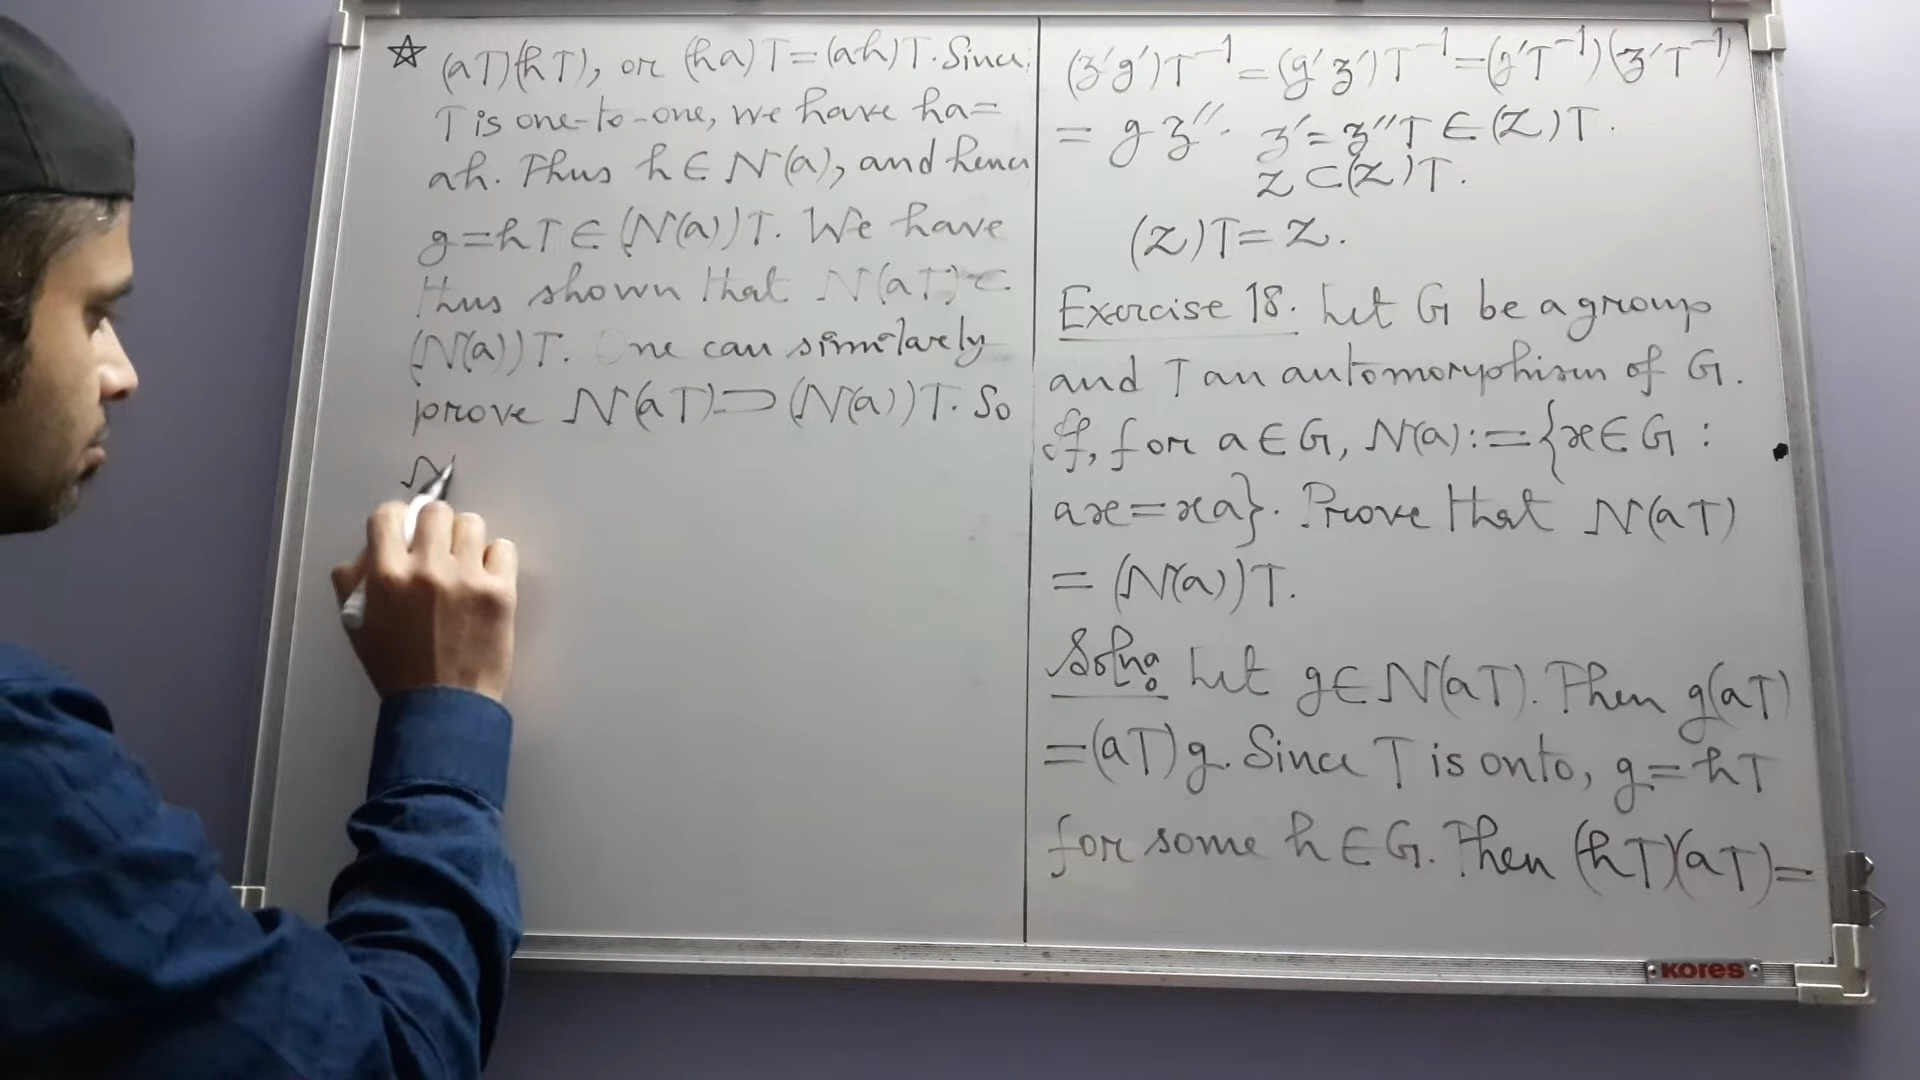 ☆ (aT)(hT), or (ha)T=(ah)T. Since
T is one-to-one, we have ha=
ah. Thus h∈N(a), and hence
g=hT∈(N(a))T. We have
thus shown that N(aT)⊂
(N(a))T. One can similarly
prove N(aT)⊃(N(a))T. So
N
(z'g')T⁻¹=(g'z')T⁻¹=(g'T⁻¹)(z'T⁻¹)
= g z''. z'=z''T∈(Z)T.
Z⊂(Z)T.
(Z)T=Z.
Exercise 18. Let G be a group
and T an automorphism of G.
If, for a∈G, N(a):={x∈G:
ax=xa}. Prove that N(aT)
=(N(a))T.
Soln: Let g∈N(aT). Then g(aT)
=(aT)g. Since T is onto, g=hT
for some h∈G. Then (hT)(aT)=
KORES